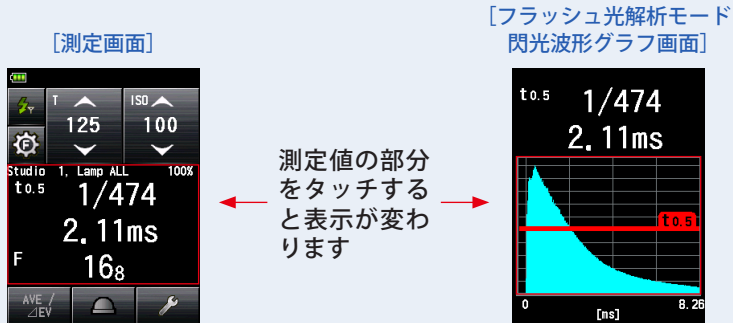 [測定画面]
T
125
ISO
100
Studio 1, Lamp ALL 100%
t0.5 1/474
2.11ms
F 168
AVE / ⊿EV
測定値の部分
をタッチする
と表示が変わ
ります
[フラッシュ光解析モード
閃光波形グラフ画面]
t0.5 1/474
2.11ms
t0.5
0 8.26
[ms]